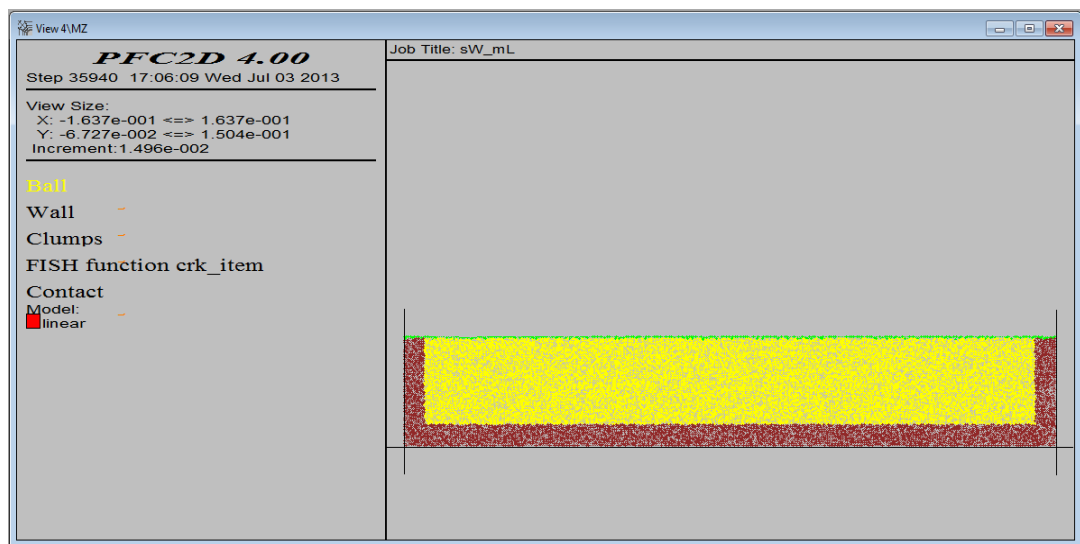 View 4\MZ
PFC2D 4.00
Step 35940 17:06:09 Wed Jul 03 2013
View Size:
X: -1.637e-001 <=> 1.637e-001
Y: -6.727e-002 <=> 1.504e-001
Increment:1.496e-002
Ball
Wall
Clumps
FISH function crk_item
Contact
Model:
linear
Job Title: sW_mL